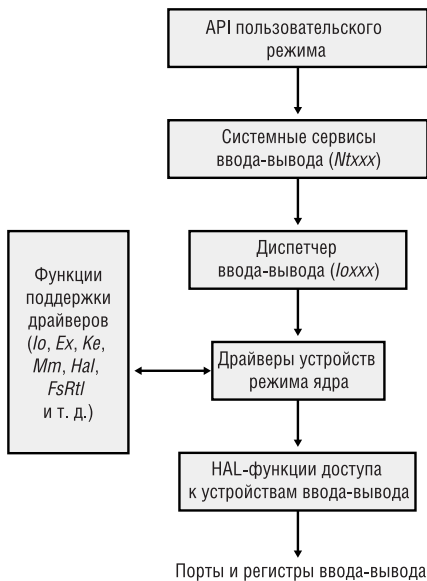 API пользовательского
режима
Системные сервисы
ввода-вывода (Ntxxx)
Диспетчер
ввода-вывода (Ioxxx)
Функции
поддержки
драйверов
(Io, Ex, Ke,
Mm, Hal,
FsRtl
и т. д.)
Драйверы устройств
режима ядра
HAL-функции доступа
к устройствам ввода-вывода
Порты и регистры ввода-вывода